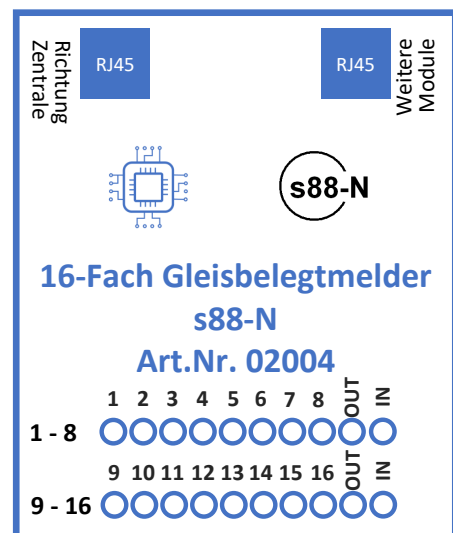 Richtung
Zentrale
RJ45
RJ45
Weitere
Module
s88-N
16-Fach Gleisbelegtmelder
s88-N
Art.Nr. 02004
1 2 3 4 5 6 7 8 OUT IN
1 - 8
9 10 11 12 13 14 15 16 OUT IN
9 - 16